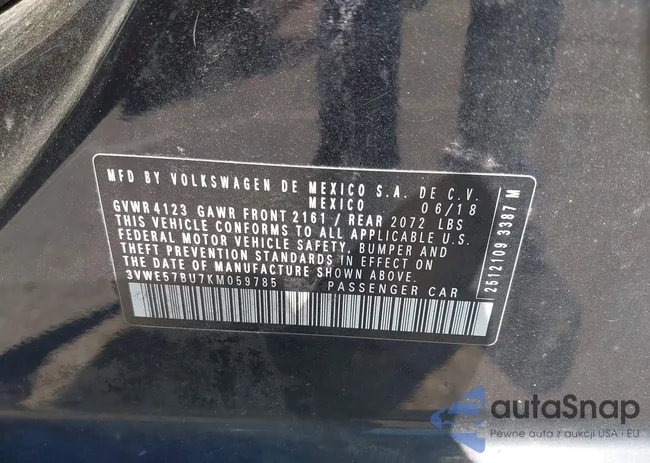 MFD BY VOLKSWAGEN DE MEXICO S.A. DE C.V.
MEXICO 06/18
GVWR 4123 GAWR FRONT 2161 / REAR 2072 LBS
THIS VEHICLE CONFORMS TO ALL APPLICABLE U.S.
FEDERAL MOTOR VEHICLE SAFETY, BUMPER AND
THEFT PREVENTION STANDARDS IN EFFECT ON
THE DATE OF MANUFACTURE SHOWN ABOVE.
3VWE57BU7KM059785 PASSENGER CAR
2512109 3387 M
autaSnap
Pewne auta z aukcji USA i EU